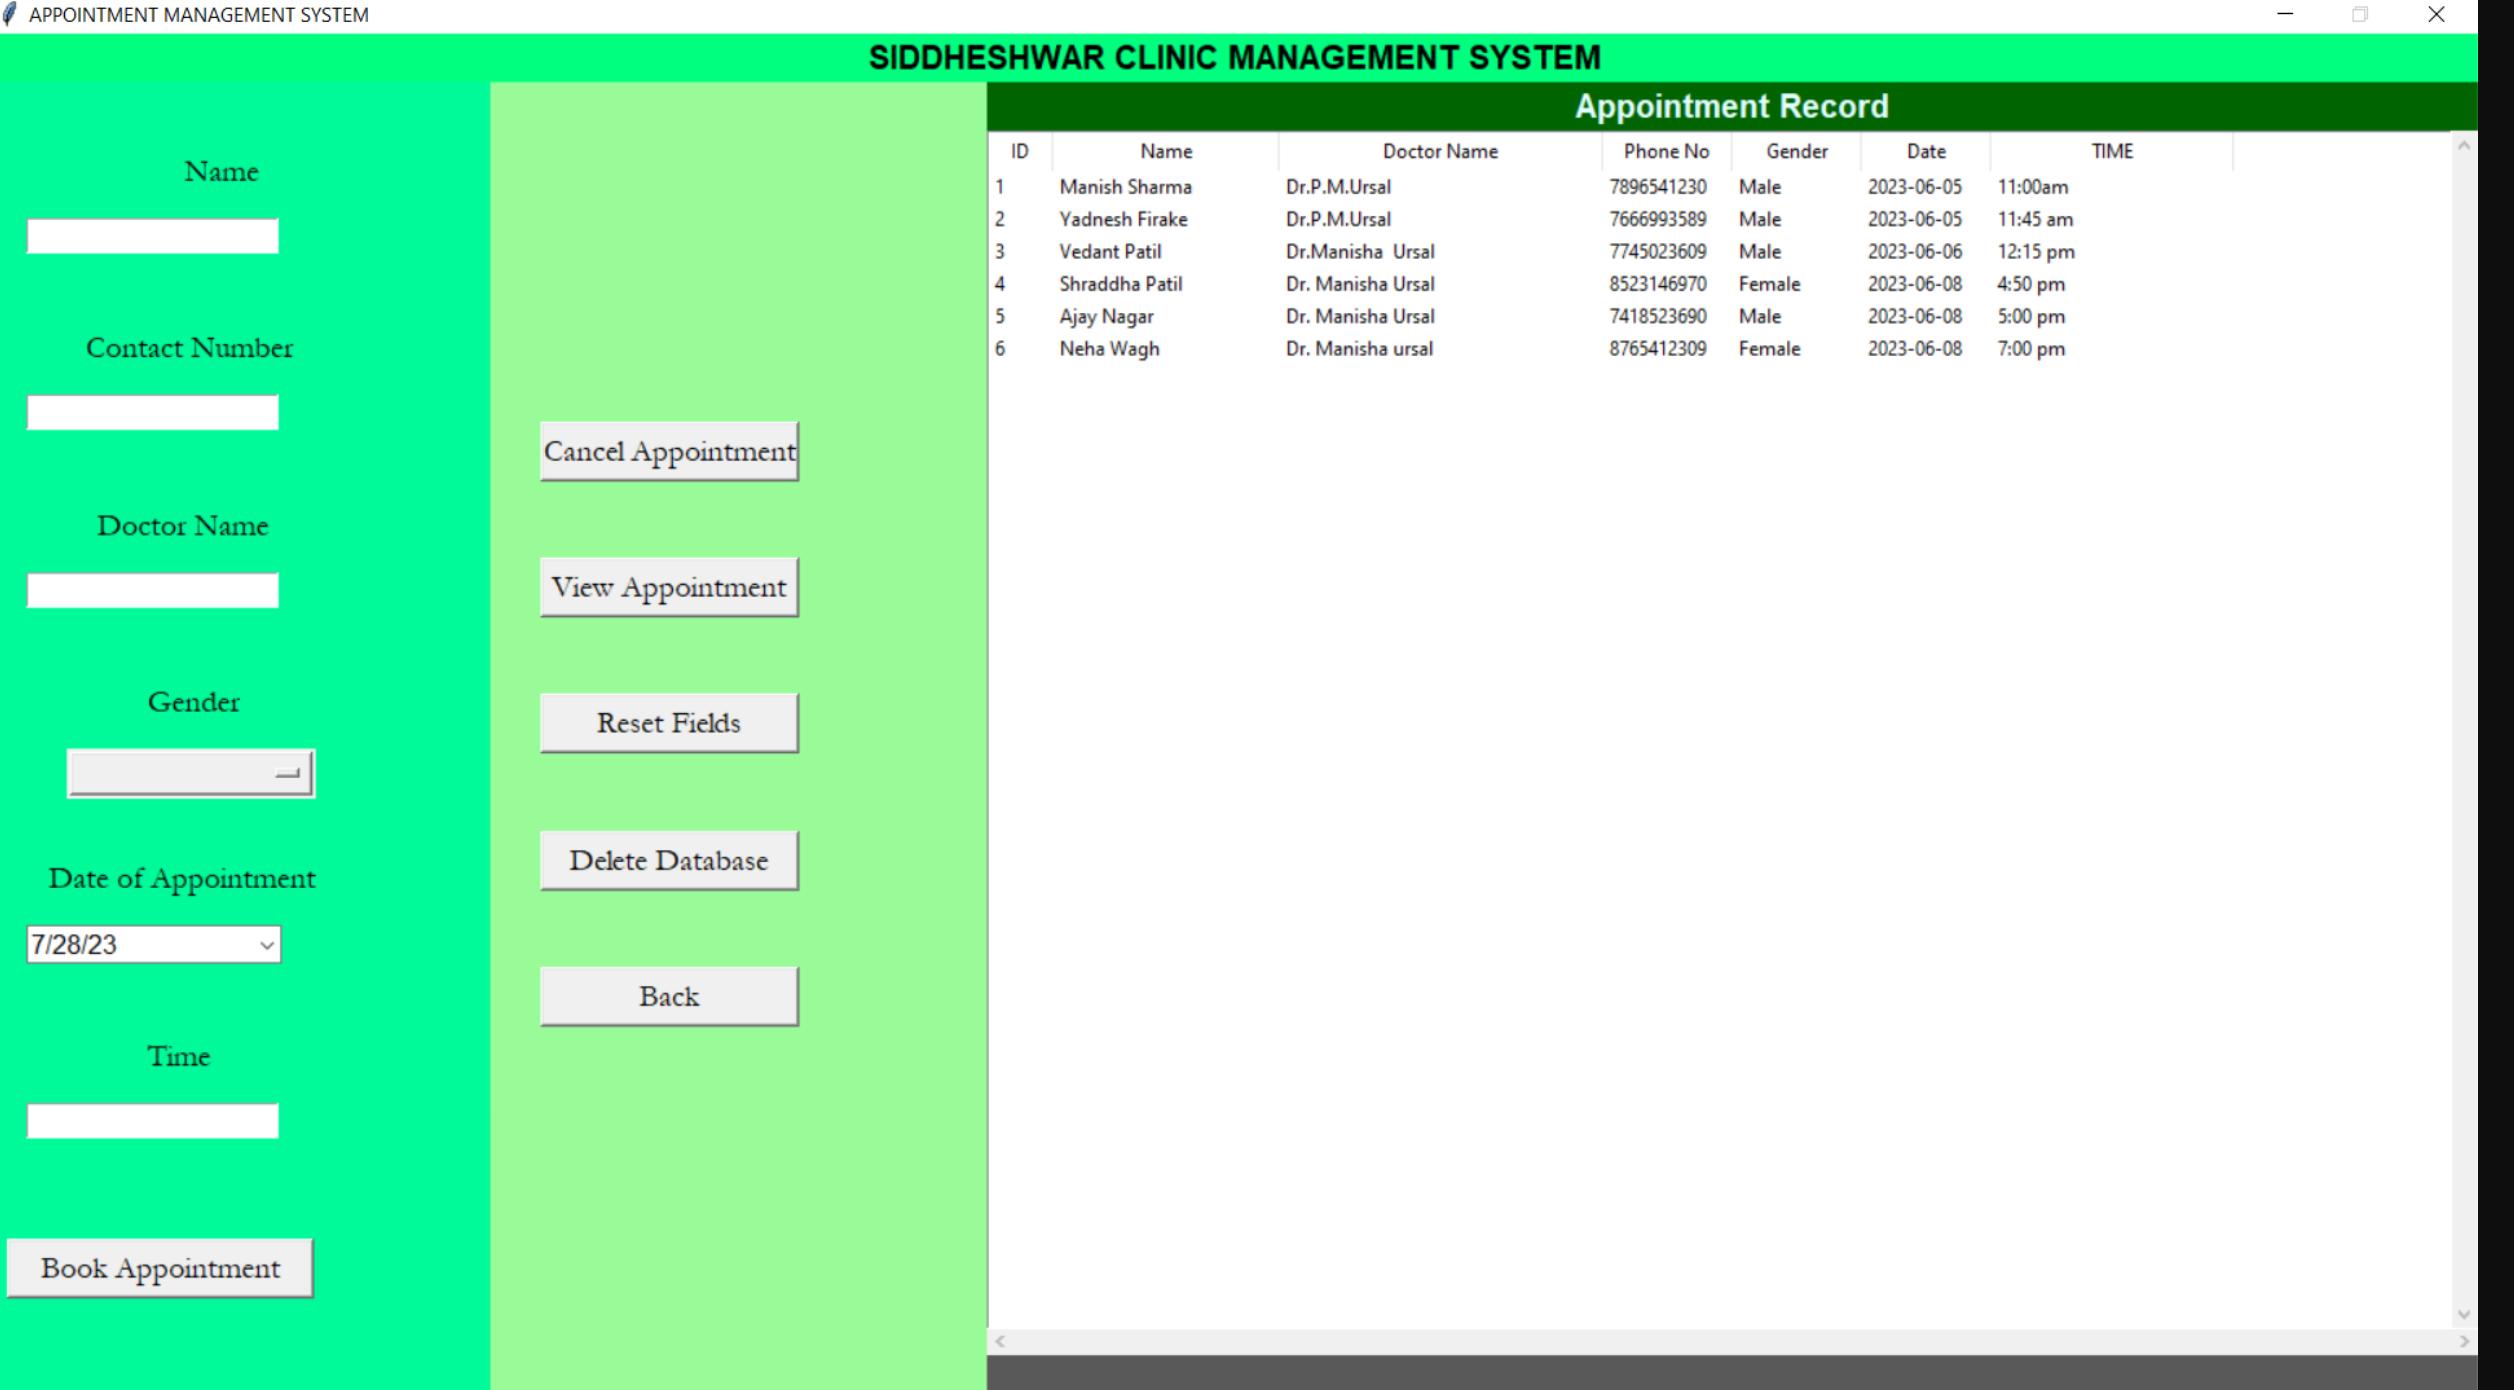 APPOINTMENT MANAGEMENT SYSTEM
SIDDHESHWAR CLINIC MANAGEMENT SYSTEM
Name
Contact Number
Doctor Name
Gender
Date of Appointment
7/28/23
Time
Book Appointment
Cancel Appointment
View Appointment
Reset Fields
Delete Database
Back
Appointment Record
ID Name Doctor Name Phone No Gender Date TIME
1 Manish Sharma Dr.P.M.Ursal 7896541230 Male 2023-06-05 11:00am
2 Yadnesh Firake Dr.P.M.Ursal 7666993589 Male 2023-06-05 11:45 am
3 Vedant Patil Dr.Manisha  Ursal 7745023609 Male 2023-06-06 12:15 pm
4 Shraddha Patil Dr. Manisha Ursal 8523146970 Female 2023-06-08 4:50 pm
5 Ajay Nagar Dr. Manisha Ursal 7418523690 Male 2023-06-08 5:00 pm
6 Neha Wagh Dr. Manisha ursal 8765412309 Female 2023-06-08 7:00 pm